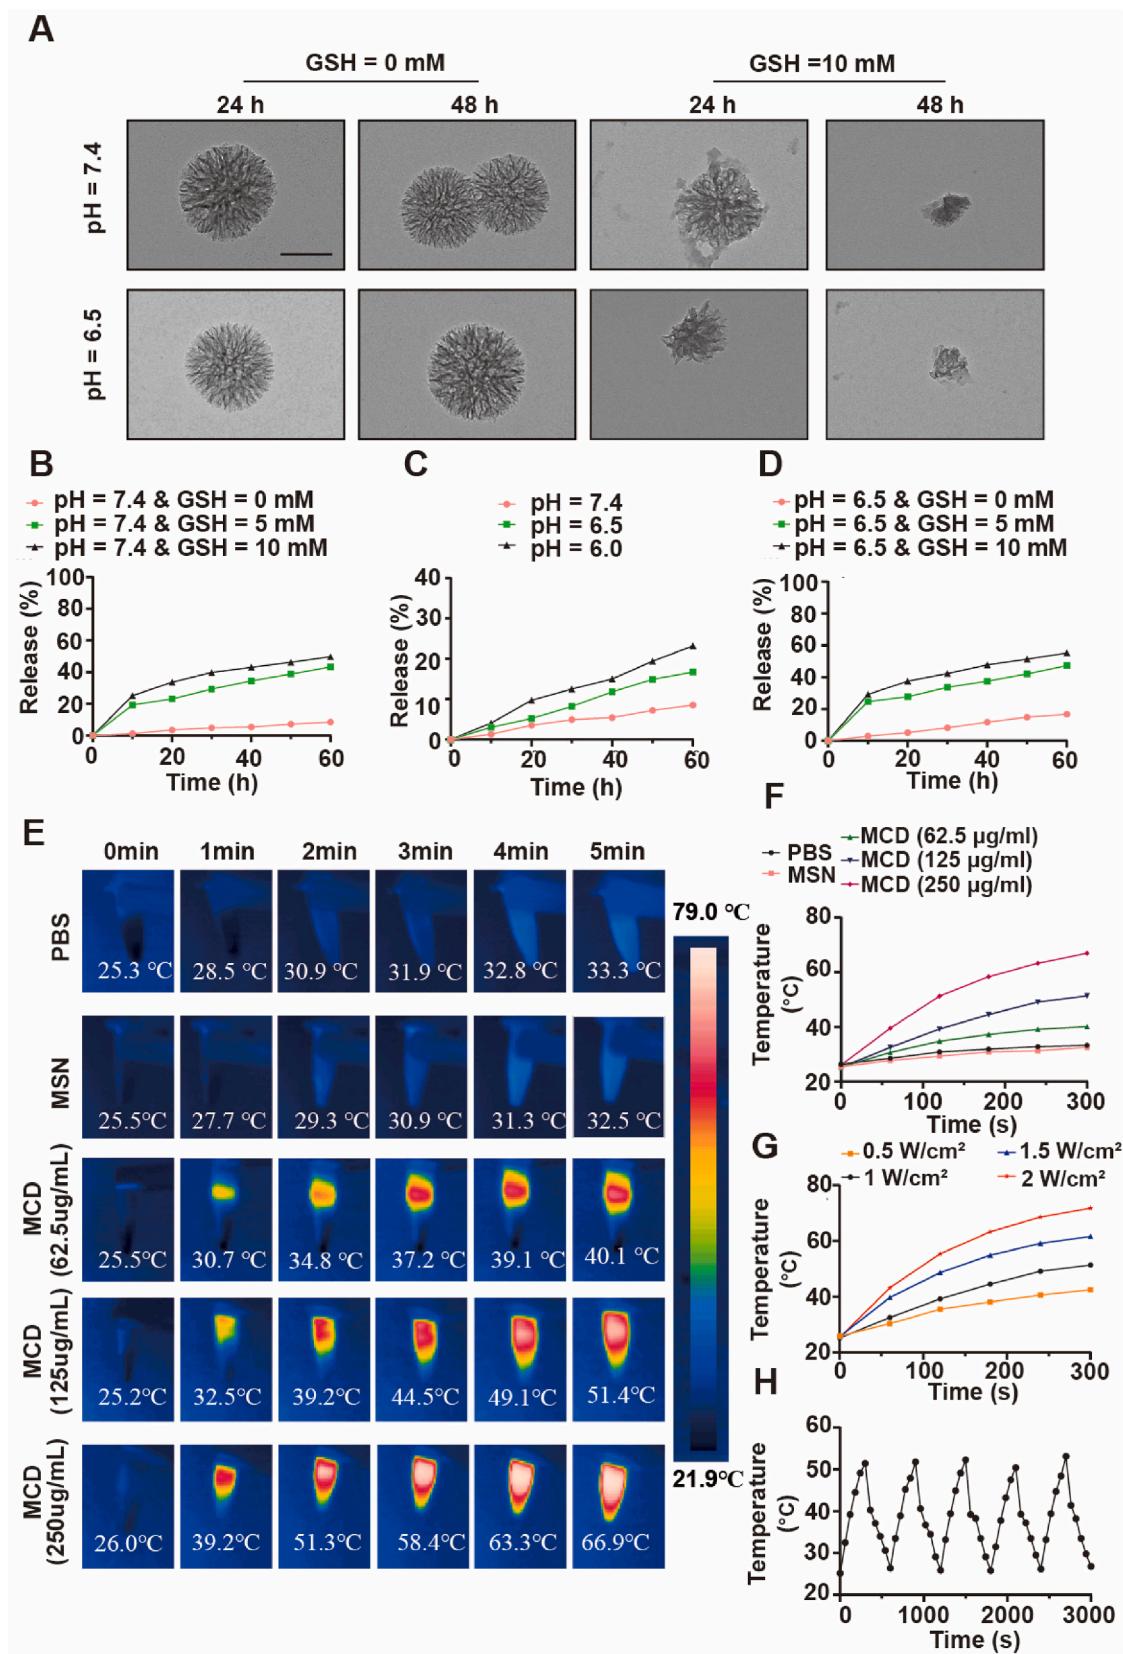 A
GSH = 0 mM
GSH =10 mM
24 h
48 h
24 h
48 h
pH = 7.4
pH = 6.5
B
pH = 7.4 & GSH = 0 mM
pH = 7.4 & GSH = 5 mM
pH = 7.4 & GSH = 10 mM
Release (%)
100
80
60
40
20
0
0
20
40
60
Time (h)
C
pH = 7.4
pH = 6.5
pH = 6.0
Release (%)
40
30
20
10
0
0
20
40
60
Time (h)
D
pH = 6.5 & GSH = 0 mM
pH = 6.5 & GSH = 5 mM
pH = 6.5 & GSH = 10 mM
Release (%)
100
80
60
40
20
0
0
20
40
60
Time (h)
E
0min
1min
2min
3min
4min
5min
PBS
25.3 ℃
28.5 ℃
30.9 ℃
31.9 ℃
32.8 ℃
33.3 ℃
MSN
25.5℃
27.7 ℃
29.3 ℃
30.9 ℃
31.3 ℃
32.5 ℃
MCD
(62.5ug/mL)
25.5℃
30.7 ℃
34.8 ℃
37.2 ℃
39.1 ℃
40.1 ℃
MCD
(125ug/mL)
25.2℃
32.5℃
39.2℃
44.5℃
49.1℃
51.4℃
MCD
(250ug/mL)
26.0℃
39.2℃
51.3℃
58.4℃
63.3℃
66.9℃
79.0 ℃
21.9℃
F
PBS
MSN
MCD (62.5 μg/ml)
MCD (125 μg/ml)
MCD (250 μg/ml)
Temperature
(℃)
80
60
40
20
0
100
200
300
Time (s)
G
0.5 W/cm²
1 W/cm²
1.5 W/cm²
2 W/cm²
Temperature
(℃)
80
60
40
20
0
100
200
300
Time (s)
H
Temperature
(℃)
60
50
40
30
20
0
1000
2000
3000
Time (s)